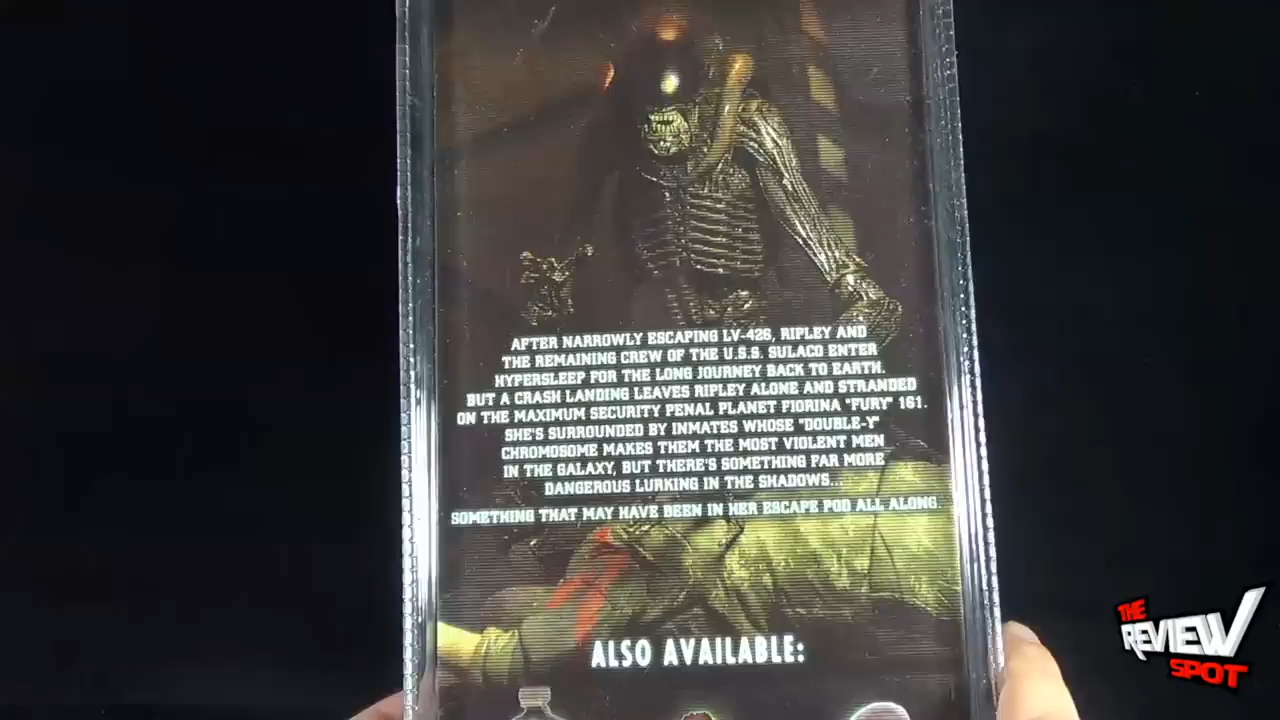 AFTER NARROWLY ESCAPING LV-426, RIPLEY AND
THE REMAINING CREW OF THE U.S.S. SULACO ENTER
HYPERSLEEP FOR THE LONG JOURNEY BACK TO EARTH.
BUT A CRASH LANDING LEAVES RIPLEY ALONE AND STRANDED
ON THE MAXIMUM SECURITY PENAL PLANET FIORINA "FURY" 161.
SHE'S SURROUNDED BY INMATES WHOSE "DOUBLE-Y"
CHROMOSOME MAKES THEM THE MOST VIOLENT MEN
IN THE GALAXY, BUT THERE'S SOMETHING FAR MORE
DANGEROUS LURKING IN THE SHADOWS...
SOMETHING THAT MAY HAVE BEEN IN HER ESCAPE POD ALL ALONG.
ALSO AVAILABLE:
THE
REVIEW
SPOT